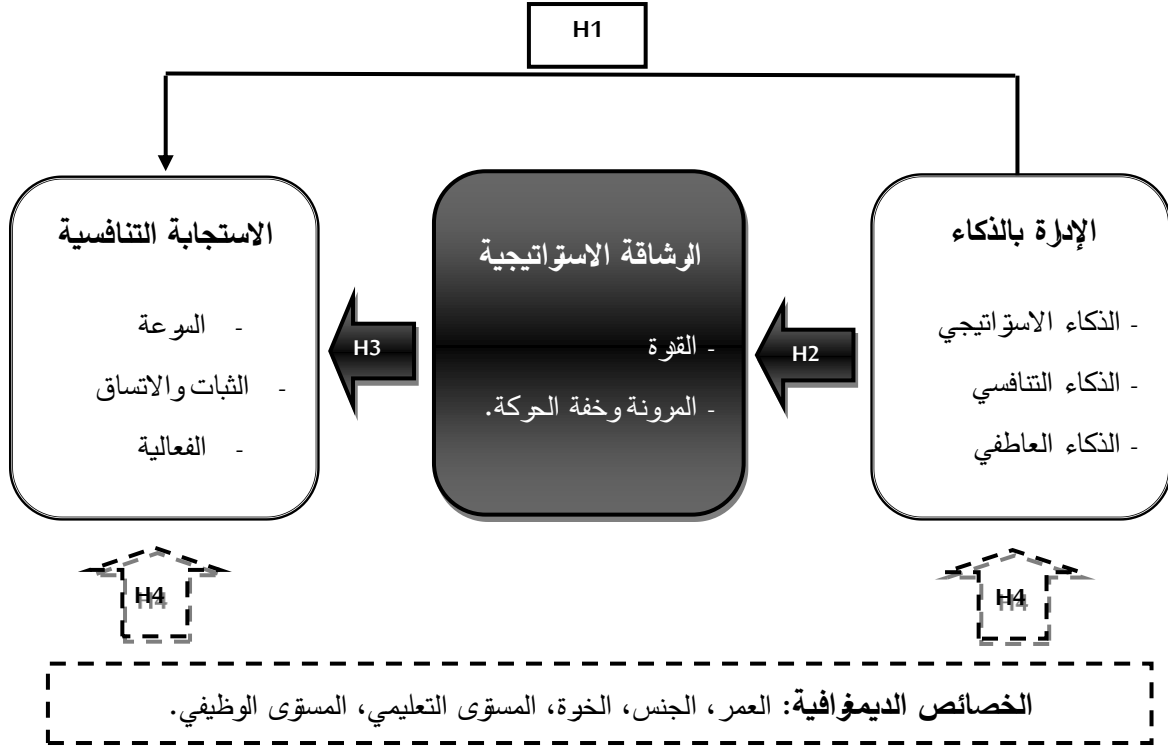 H1
الإدارة بالذكاء
- الذكاء الاستراتيجي
- الذكاء التنافسي
- الذكاء العاطفي
H2
الرشاقة الاستراتيجية
- القدرة
- المرونة وخفة الحركة.
H3
الاستجابة التنافسية
- السرعة
- الثبات والاتساق
- الفعالية
H4
H4
الخصائص الديمغرافية: العمر، الجنس، الخبرة، المستوى التعليمي، المستوى الوظيفي.